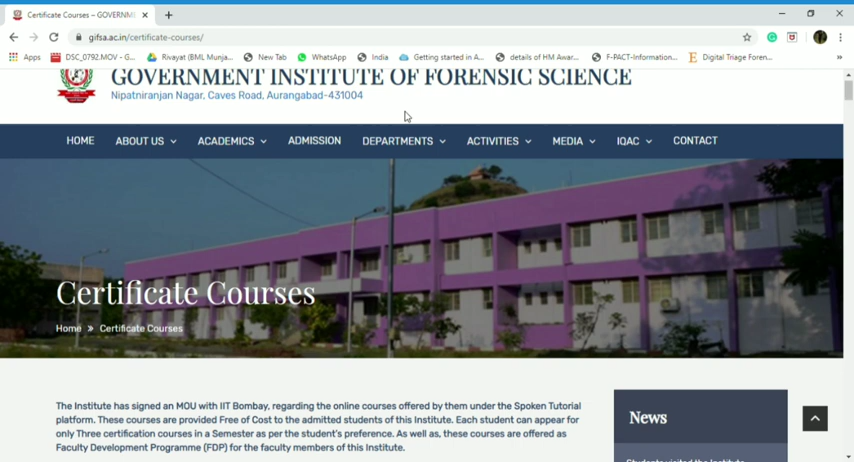 Certificate Courses – GOVERNM
gifsa.ac.in/certificate-courses/
Apps DSC_0792.MOV - G... Rivayat (BML Munja... New Tab WhatsApp India Getting started in A... details of HM Awar... F-PACT-Information... Digital Triage Foren... »
GOVERNMENT INSTITUTE OF FORENSIC SCIENCE
Nipatniranjan Nagar, Caves Road, Aurangabad-431004
HOME ABOUT US ACADEMICS ADMISSION DEPARTMENTS ACTIVITIES MEDIA IQAC CONTACT
Certificate Courses
Home » Certificate Courses
The Institute has signed an MOU with IIT Bombay, regarding the online courses offered by them under the Spoken Tutorial
platform. These courses are provided Free of Cost to the admitted students of this Institute. Each student can appear for
only Three certification courses in a Semester as per the student's preference. As well as, these courses are offered as
Faculty Development Programme (FDP) for the faculty members of this Institute.
News
Students visited the Institute